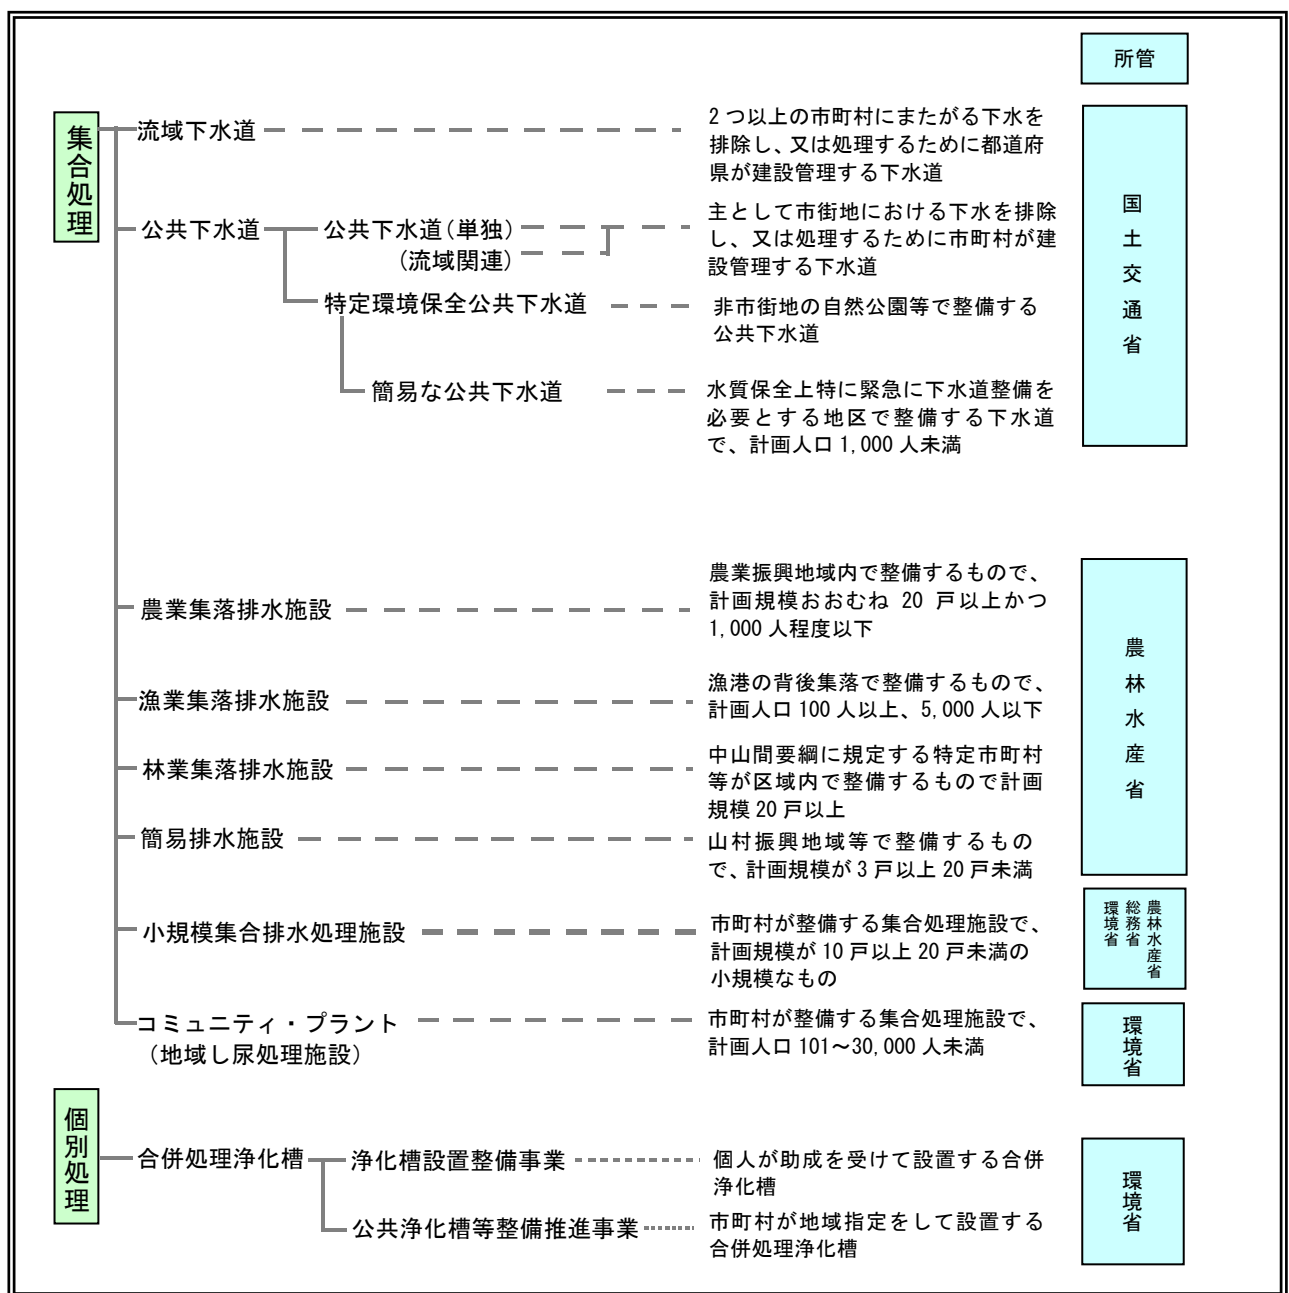 所管
集合処理
流域下水道
2つ以上の市町村にまたがる下水を
排除し、又は処理するために都道府
県が建設管理する下水道
国土交通省
公共下水道
公共下水道(単独)
(流域関連)
主として市街地における下水を排除
し、又は処理するために市町村が建
設管理する下水道
特定環境保全公共下水道
非市街地の自然公園等で整備する
公共下水道
簡易な公共下水道
水質保全上特に緊急に下水道整備を
必要とする地区で整備する下水道
で、計画人口1,000人未満
農業集落排水施設
農業振興地域内で整備するもので、
計画規模おおむね 20 戸以上かつ
1,000人程度以下
農林水産省
漁業集落排水施設
漁港の背後集落で整備するもので、
計画人口100人以上、5,000人以下
林業集落排水施設
中山間要綱に規定する特定市町村
等が区域内で整備するもので計画
規模20戸以上
簡易排水施設
山村振興地域等で整備するもの
で、計画規模が3戸以上20戸未満
小規模集合排水処理施設
市町村が整備する集合処理施設で、
計画規模が10戸以上20戸未満の
小規模なもの
農林水産省
総務省
環境省
コミュニティ・プラント
(地域し尿処理施設)
市町村が整備する集合処理施設で、
計画人口101～30,000人未満
環境省
個別処理
合併処理浄化槽
浄化槽設置整備事業
個人が助成を受けて設置する合併
浄化槽
公共浄化槽等整備推進事業
市町村が地域指定をして設置する
合併処理浄化槽
環境省